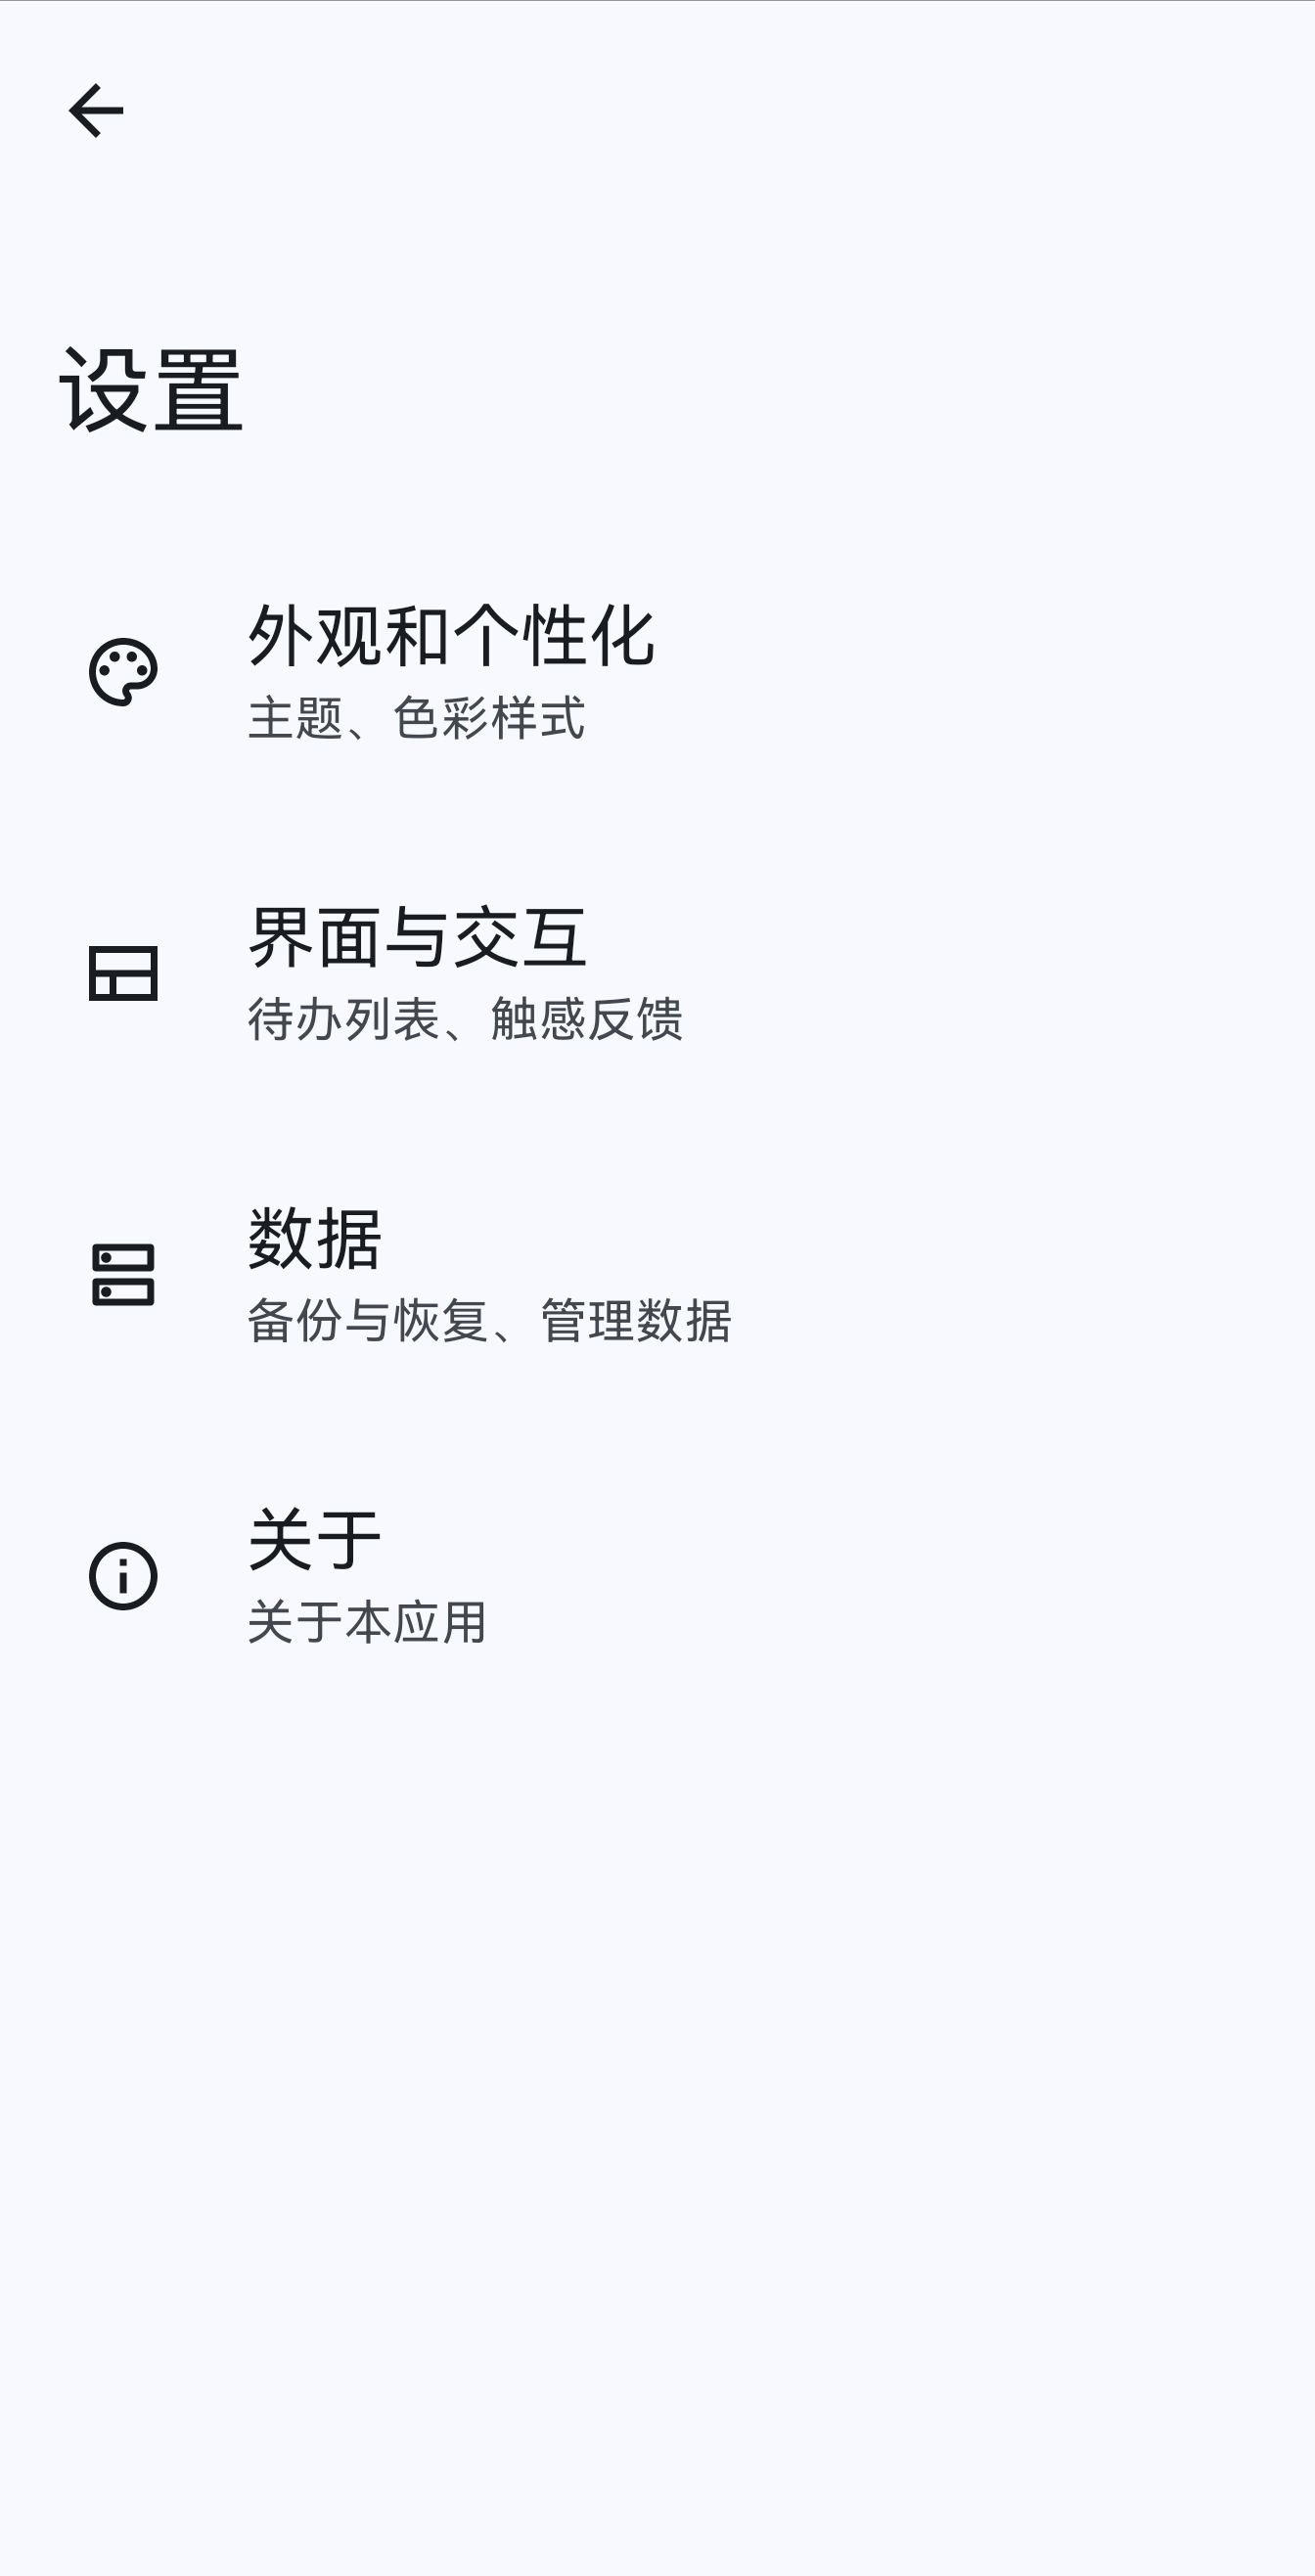 设置
外观和个性化
主题、色彩样式
界面与交互
待办列表、触感反馈
数据
备份与恢复、管理数据
关于
关于本应用